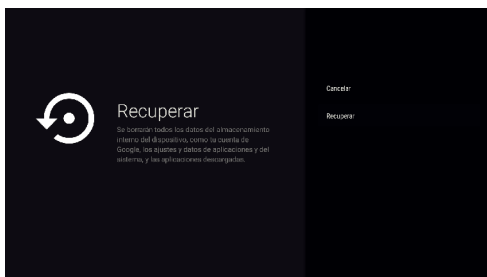 Recuperar
Se borrarán todos los datos del almacenamiento
interno del dispositivo, como la cuenta de
Google, los ajustes y datos de aplicaciones y del
sistema, y las aplicaciones descargadas.
Cancelar
Recuperar